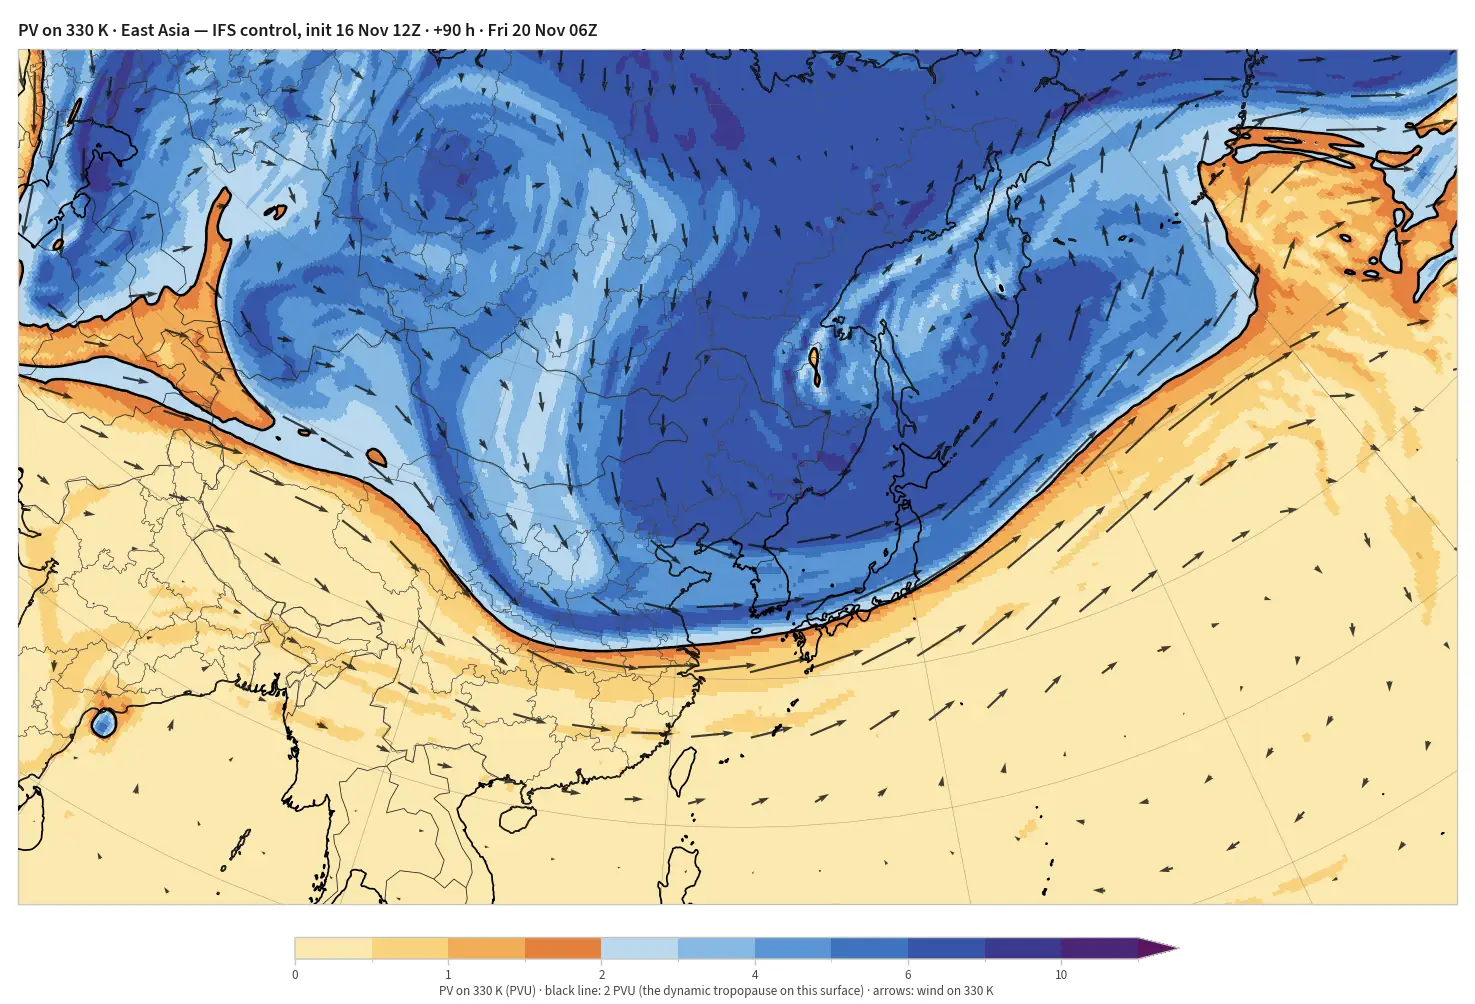 PV on 330 K · East Asia — IFS control, init 16 Nov 12Z · +90 h · Fri 20 Nov 06Z
0 1 2 4 6 10
PV on 330 K (PVU) · black line: 2 PVU (the dynamic tropopause on this surface) · arrows: wind on 330 K